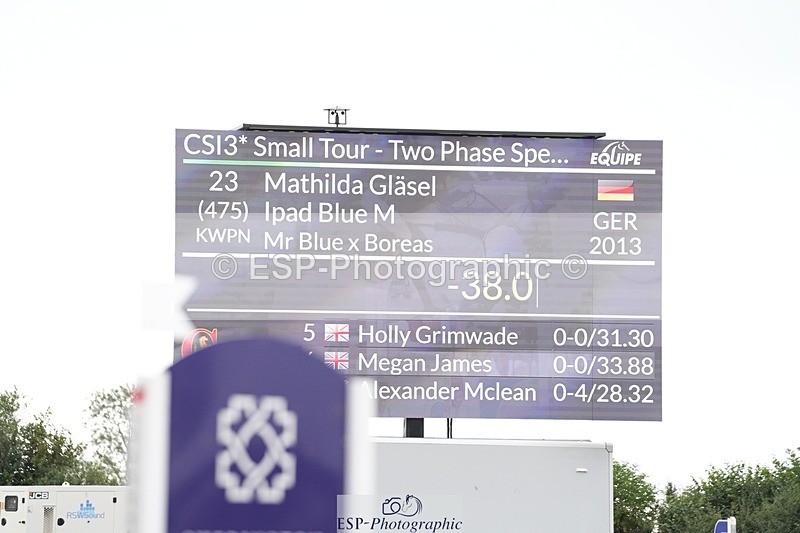 CSI3* Small Tour - Two Phase Spe...
EQUIPE
23 Mathilda Gläsel
(475) Ipad Blue M GER
KWPN Mr Blue x Boreas 2013
© ESP-Photographic ©
-38.0
5 Holly Grimwade 0-0/31.30
Megan James 0-0/33.88
Alexander Mclean 0-4/28.32
JCB
RSWSound
ESP-Photographic